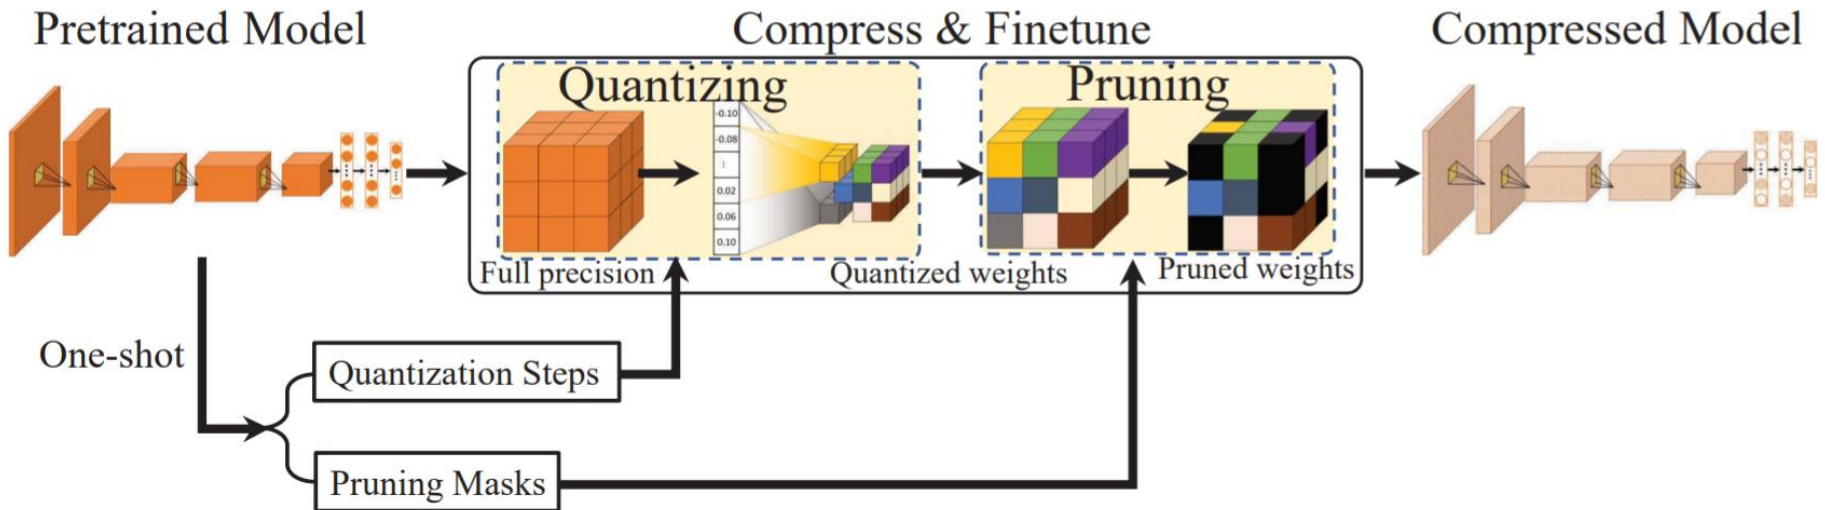 Pretrained Model
Compress & Finetune
Compressed Model
Quantizing
Pruning
-0.10
-0.08
⁞
0.02
0.06
0.10
Full precision
Quantized weights
Pruned weights
One-shot
Quantization Steps
Pruning Masks